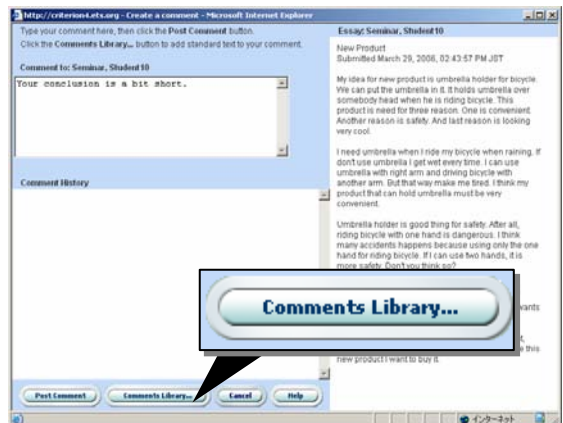 http://criterion4.ets.org - Create a comment - Microsoft Internet Explorer
Type your comment here, then click the Post Comment button.
Click the Comments Library... button to add standard text to your comment.
Comment to: Seminar, Student10
Your conclusion is a bit short.
Comment History
Essay: Seminar, Student10
New Product
Submitted March 29, 2006, 02:43:57 PM JST
My idea for new product is umbrella holder for bicycle.
We can put the umbrella in it. It holds umbrella over
somebody head when he is riding bicycle. This
product is need for three reason. One is convenient.
Another reason is safety. And last reason is looking
very cool.
I need umbrella when I ride my bicycle when raining. If
don't use umbrella I get wet every time. I can use
umbrella with right arm and driving bicycle with
another arm. But that way make me tired. I think my
product that can hold umbrella must be very
convenient.
Umbrella holder is good thing for safety. After all,
riding bicycle with one hand is dangerous. I think
many accidents happens because using only the one
hand for riding bicycle. If I can use two hands, it is
more safety. Don't you think so?
wants
this
new product I want to buy it.
Comments Library...
Post Comment
Comments Library...
Cancel
Help
インターネット